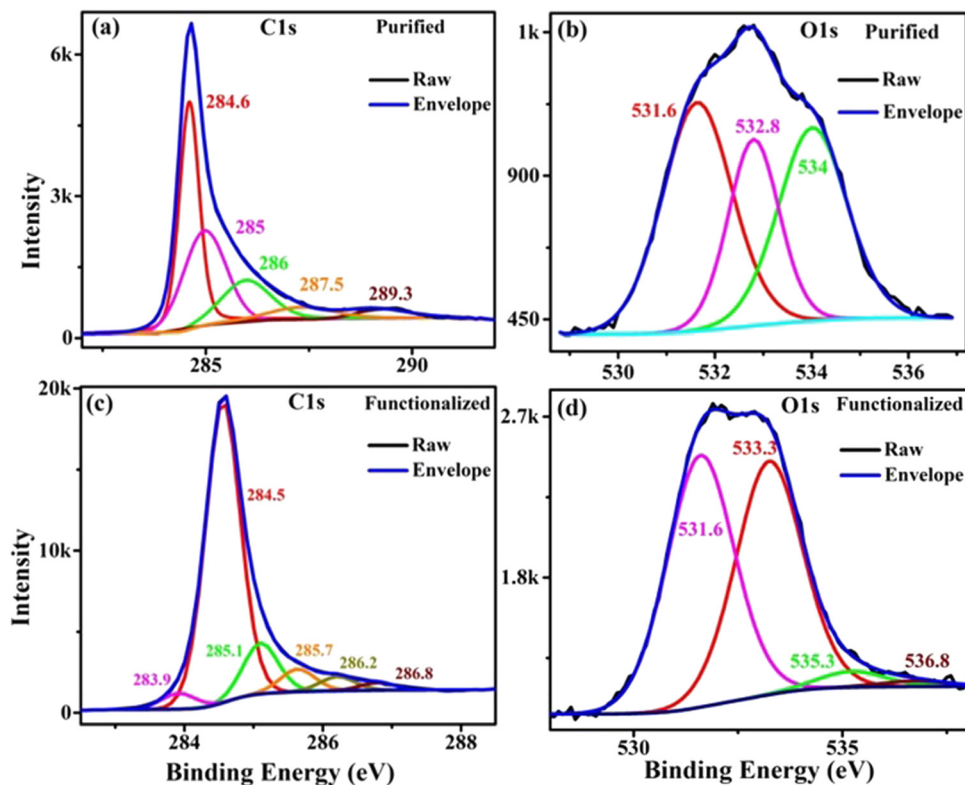 (a) C1s Purified
Raw
Envelope
6k
3k
0
284.6
285
286
287.5
289.3
285 290
Intensity
(b) O1s Purified
Raw
Envelope
1k
900
450
531.6
532.8
534
530 532 534 536
(c) C1s Functionalized
Raw
Envelope
20k
10k
0
284.5
283.9
285.1
285.7
286.2
286.8
284 286 288
Intensity
Binding Energy (eV)
(d) O1s Functionalized
Raw
Envelope
2.7k
1.8k
533.3
531.6
535.3
536.8
530 535
Binding Energy (eV)